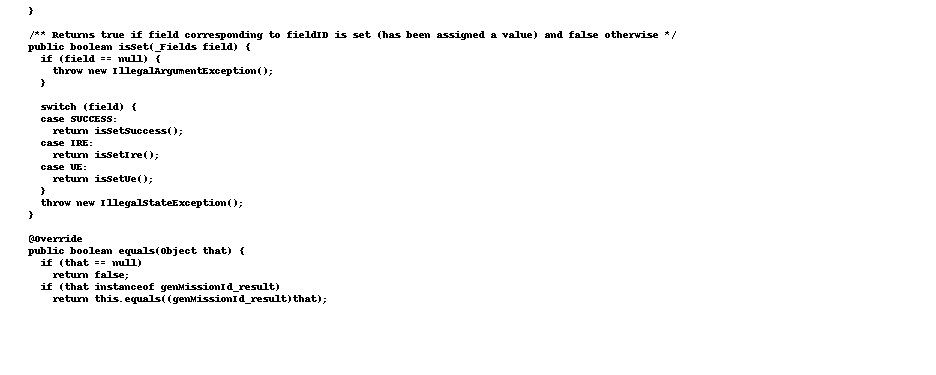 }

/** Returns true if field corresponding to fieldID is set (has been assigned a value) and false otherwise */
public boolean isSet(_Fields field) {
  if (field == null) {
    throw new IllegalArgumentException();
  }

  switch (field) {
  case SUCCESS:
    return isSetSuccess();
  case IRE:
    return isSetIre();
  case UE:
    return isSetUe();
  }
  throw new IllegalStateException();
}

@Override
public boolean equals(Object that) {
  if (that == null)
    return false;
  if (that instanceof genMissionId_result)
    return this.equals((genMissionId_result)that);